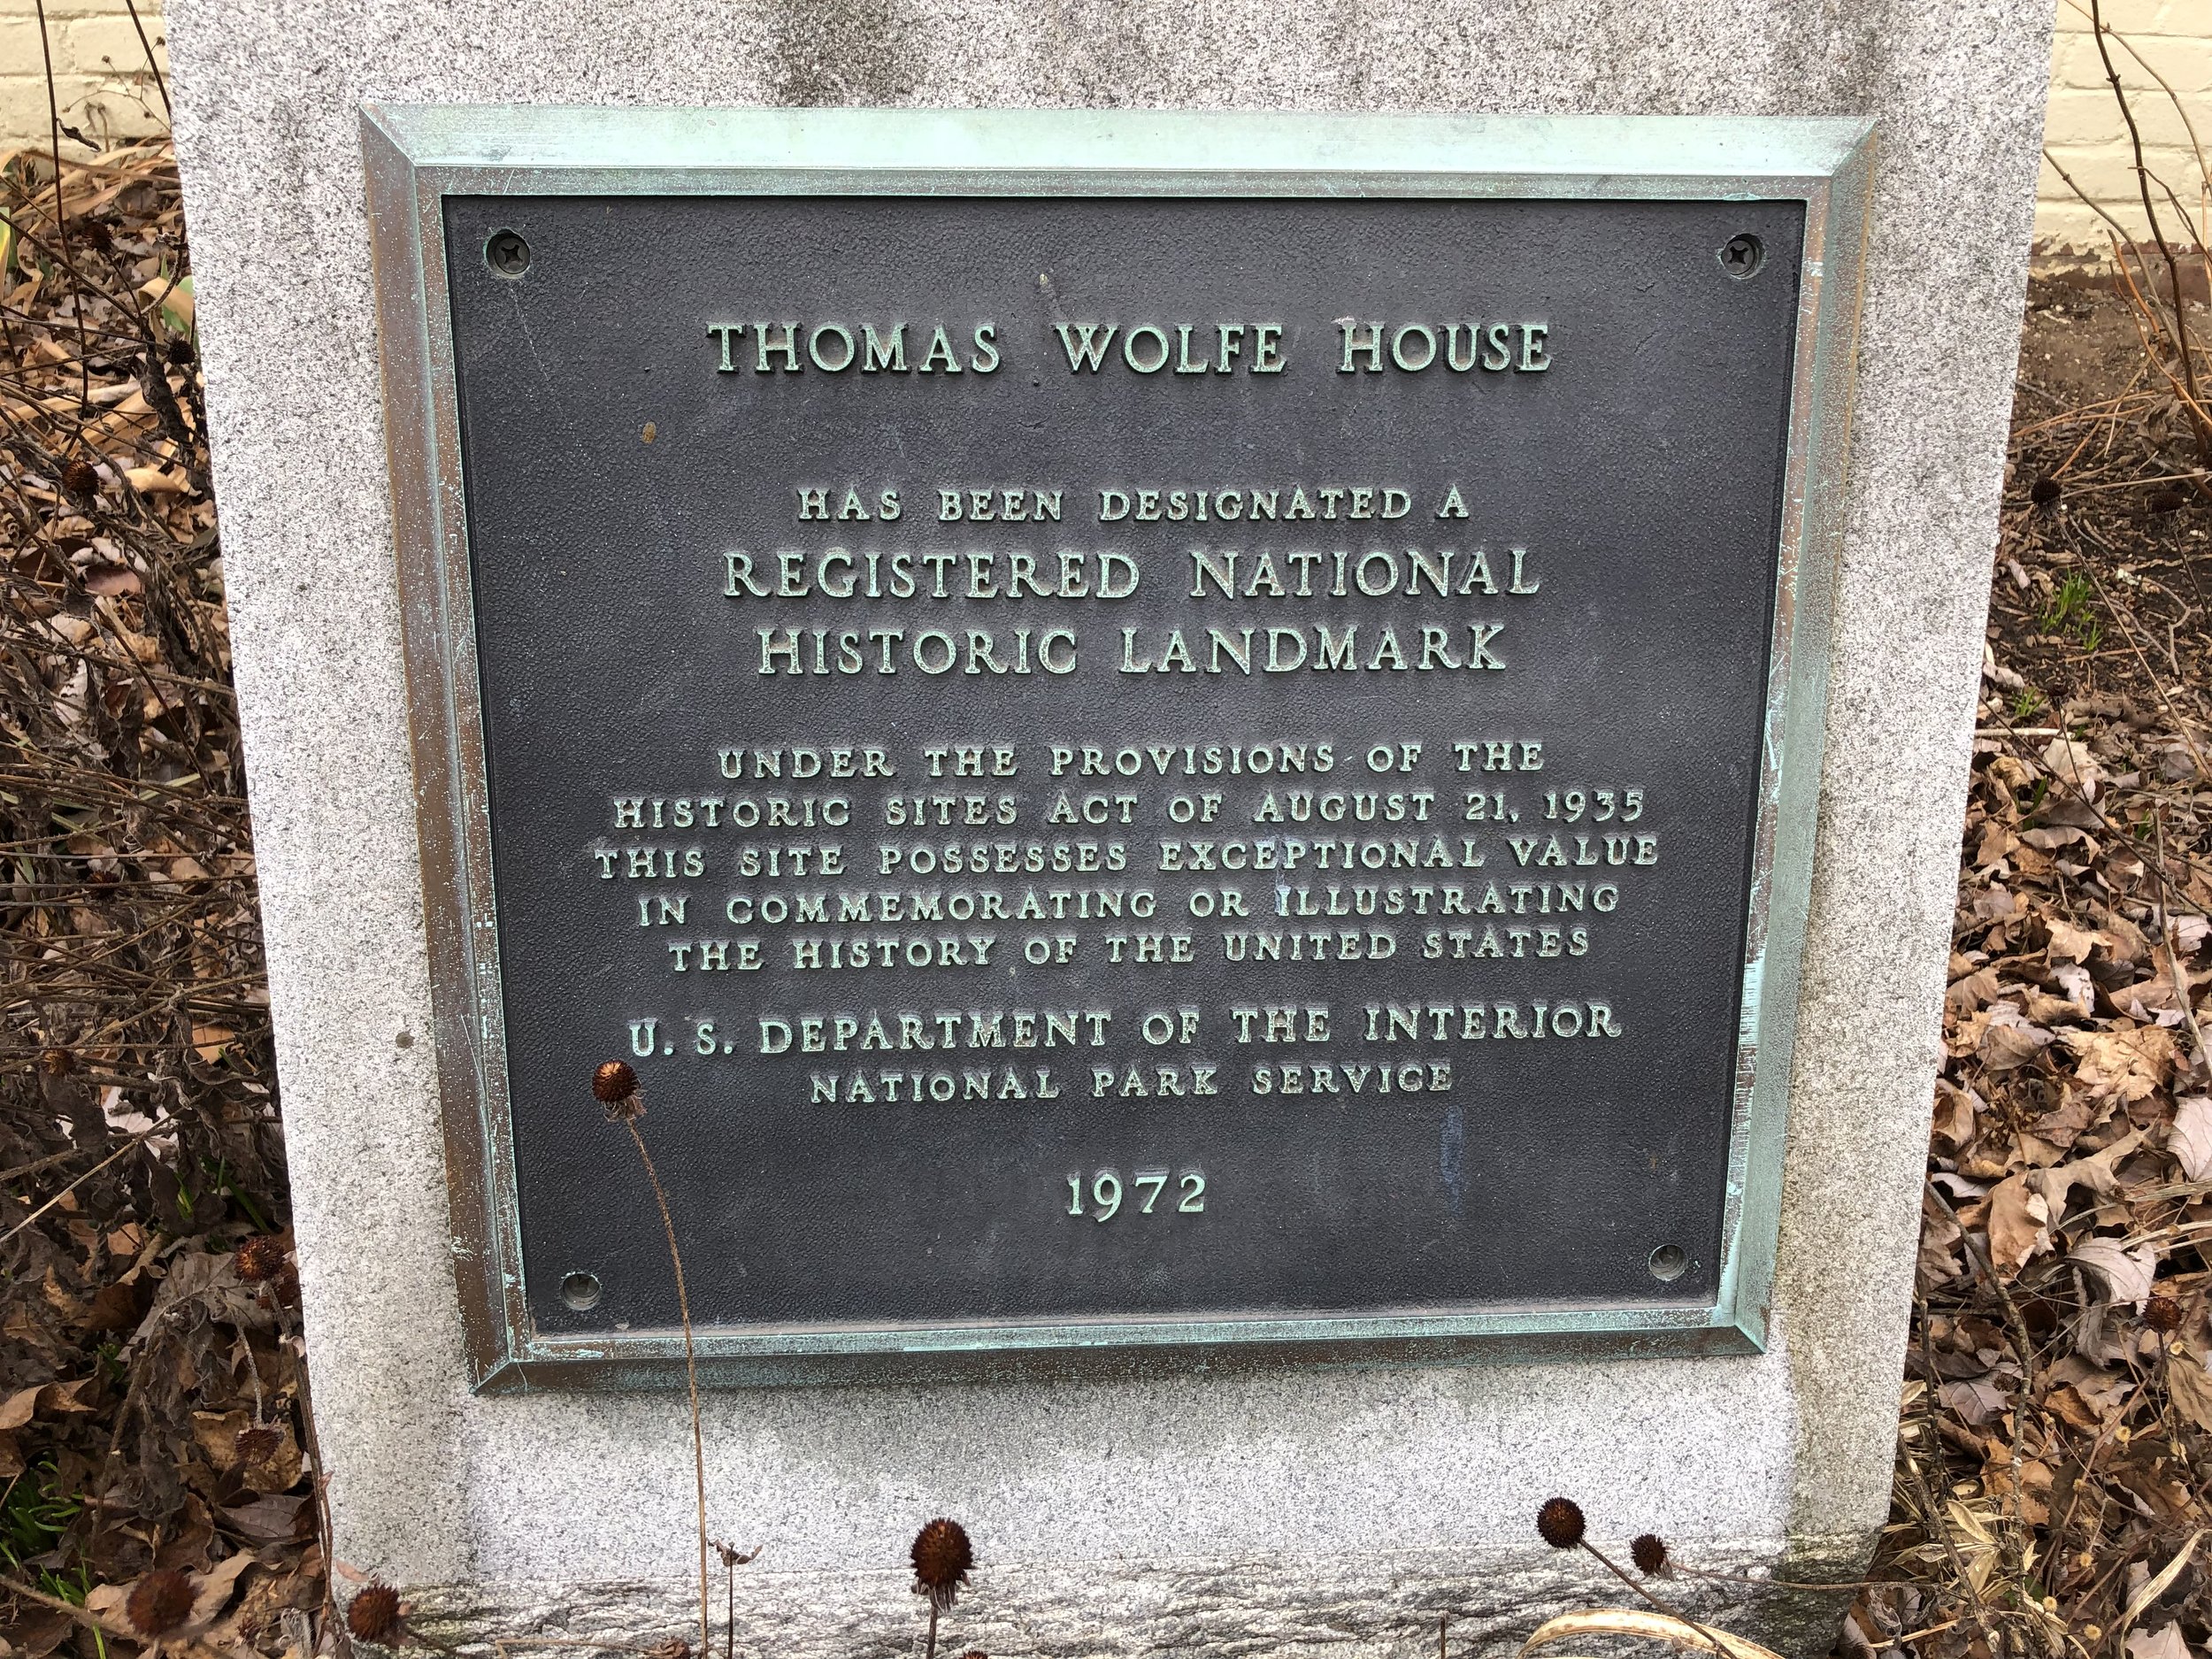 THOMAS WOLFE HOUSE
HAS BEEN DESIGNATED A
REGISTERED NATIONAL
HISTORIC LANDMARK
UNDER THE PROVISIONS OF THE
HISTORIC SITES ACT OF AUGUST 21, 1935
THIS SITE POSSESSES EXCEPTIONAL VALUE
IN COMMEMORATING OR ILLUSTRATING
THE HISTORY OF THE UNITED STATES
U. S. DEPARTMENT OF THE INTERIOR
NATIONAL PARK SERVICE
1972